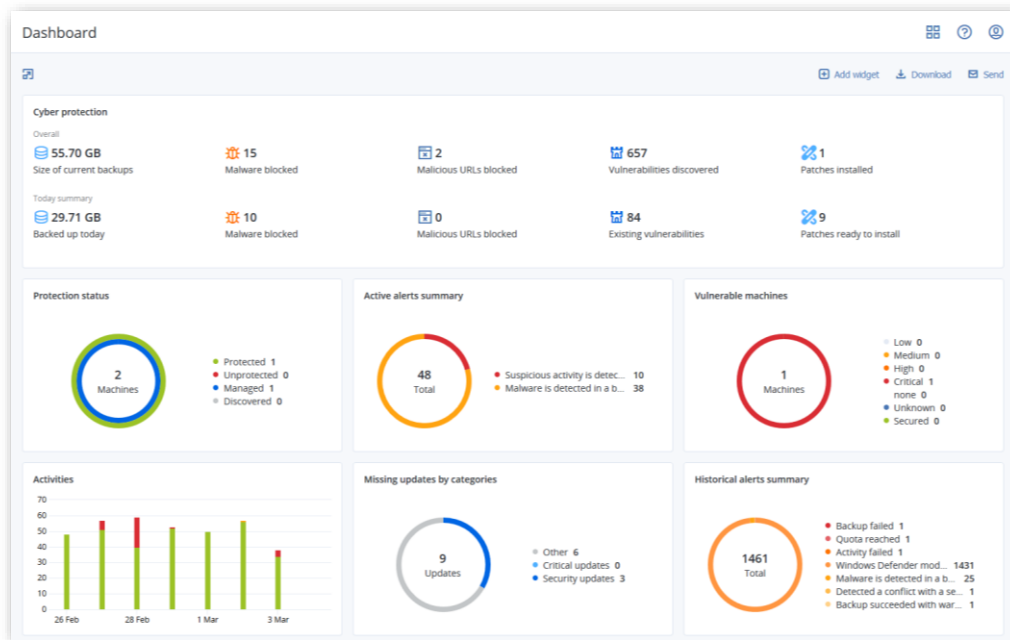 Dashboard
Add widget Download Send
Cyber protection
Overall
55.70 GB 15 2 657 1
Size of current backups Malware blocked Malicious URLs blocked Vulnerabilities discovered Patches installed
Today summary
29.71 GB 10 0 84 9
Backed up today Malware blocked Malicious URLs blocked Existing vulnerabilities Patches ready to install
Protection status
2
Machines
Protected 1
Unprotected 0
Managed 1
Discovered 0
Active alerts summary
48
Total
Suspicious activity is detec... 10
Malware is detected in a b... 38
Vulnerable machines
1
Machines
Low 0
Medium 0
High 0
Critical 1
none 0
Unknown 0
Secured 0
Activities
70
60
50
40
30
20
10
0
26 Feb 28 Feb 1 Mar 3 Mar
Missing updates by categories
9
Updates
Other 6
Critical updates 0
Security updates 3
Historical alerts summary
1461
Total
Backup failed 1
Quota reached 1
Activity failed 1
Windows Defender mod... 1431
Malware is detected in a b... 25
Detected a conflict with a se... 1
Backup succeeded with war... 1